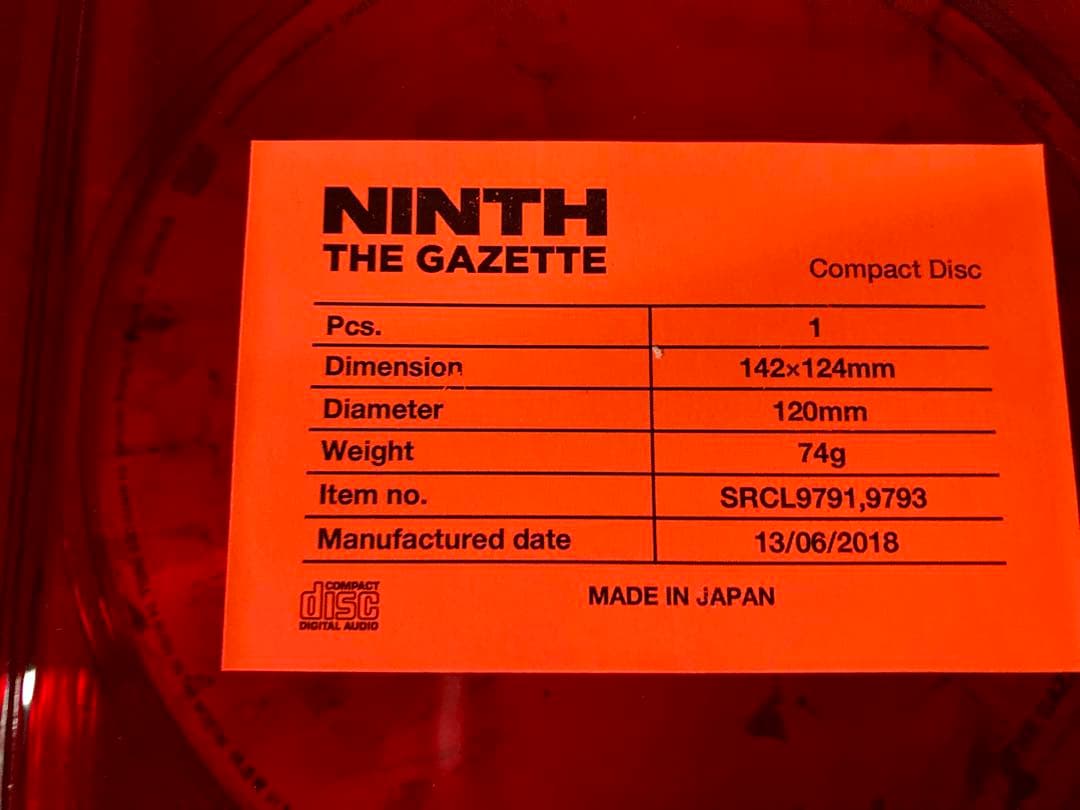 NINTH
THE GAZETTE
Compact Disc
Pcs. 1
Dimension 142×124mm
Diameter 120mm
Weight 74g
Item no. SRCL9791,9793
Manufactured date 13/06/2018
COMPACT
disc
DIGITAL AUDIO
MADE IN JAPAN